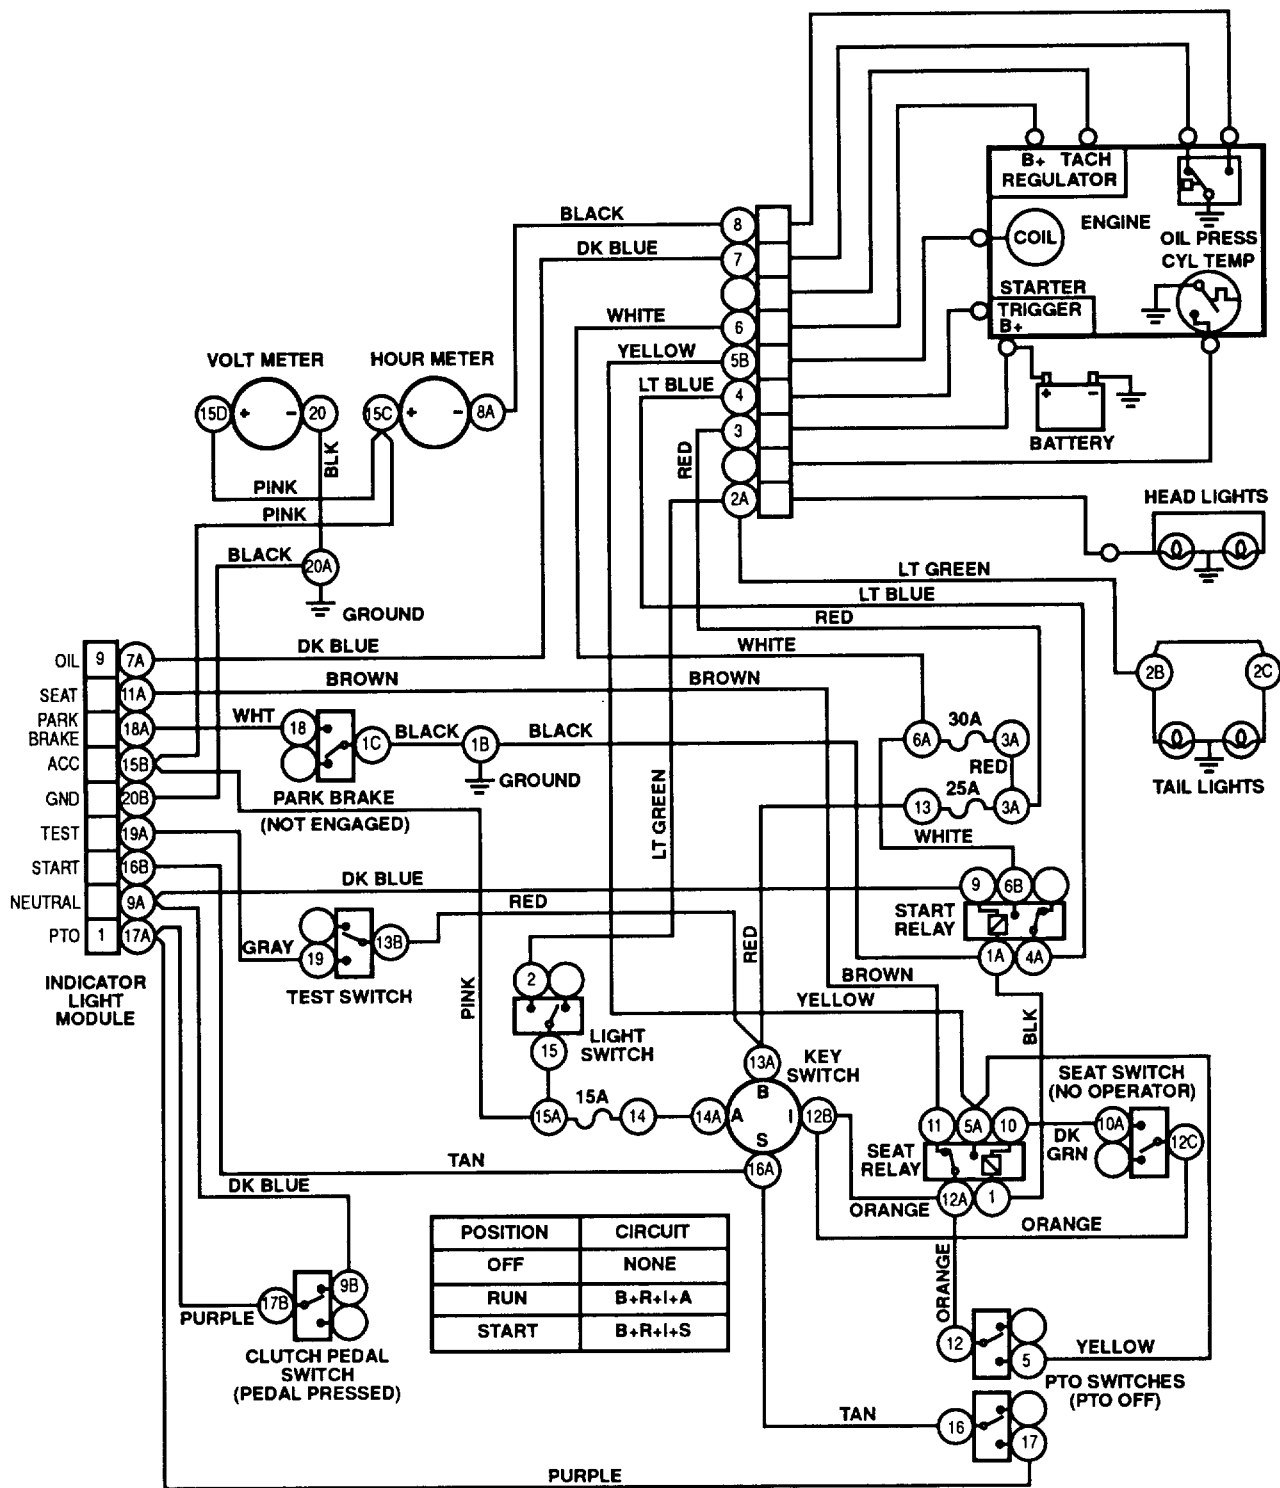 B+ TACH
REGULATOR
COIL
ENGINE
OIL PRESS
CYL TEMP
STARTER
TRIGGER
B+
+ -
BATTERY
BLACK
8
DK BLUE
7
WHITE
6
YELLOW
5B
LT BLUE
4
3
RED
2A
VOLT METER
HOUR METER
15D
+ -
20
15C
+ -
8A
BLK
PINK
PINK
BLACK
20A
GROUND
HEAD LIGHTS
LT GREEN
LT BLUE
RED
WHITE
2B
2C
TAIL LIGHTS
OIL 9 7A
DK BLUE
SEAT 11A
BROWN
BROWN
PARK
BRAKE
18A
WHT
18
1C
BLACK
1B
BLACK
GROUND
ACC 15B
GND 20B
PARK BRAKE
(NOT ENGAGED)
TEST 19A
START 16B
NEUTRAL 9A
PTO 1 17A
INDICATOR
LIGHT
MODULE
30A
6A
3A
RED
25A
13
3A
WHITE
LT GREEN
DK BLUE
9
6B
START
RELAY
1A
4A
RED
GRAY
19
13B
TEST SWITCH
PINK
2
LIGHT
SWITCH
15
RED
BROWN
YELLOW
BLK
KEY
SWITCH
13A
B
A
I
S
14A
12B
16A
15A
15A
14
SEAT SWITCH
(NO OPERATOR)
11
5A
10
SEAT
RELAY
12A
1
DK
GRN
10A
12C
TAN
DK BLUE
ORANGE
ORANGE
ORANGE
POSITION CIRCUIT
OFF NONE
RUN B+R+I+A
START B+R+I+S
9B
17B
PURPLE
CLUTCH PEDAL
SWITCH
(PEDAL PRESSED)
12
5
YELLOW
PTO SWITCHES
(PTO OFF)
TAN
16
17
PURPLE